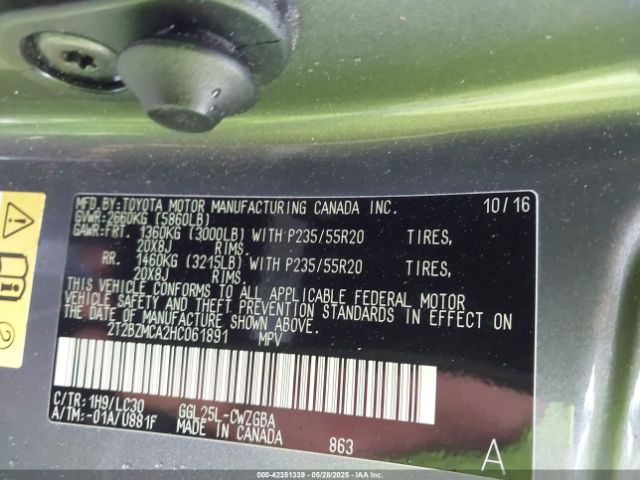 MFD.BY:TOYOTA MOTOR MANUFACTURING CANADA INC. 10/16
GVWR:2660KG (5860LB)
GAWR:FRT. 1360KG (3000LB) WITH P235/55R20 TIRES,
20X8J RIMS,
RR. 1460KG (3215LB) WITH P235/55R20 TIRES,
20X8J RIMS.
THIS VEHICLE CONFORMS TO ALL APPLICABLE FEDERAL MOTOR
VEHICLE SAFETY AND THEFT PREVENTION STANDARDS IN EFFECT ON
THE DATE OF MANUFACTURE SHOWN ABOVE.
2T2BZMCA2HC061891 MPV
C/TR:1H9/LC30 GGL25L-CWZGBA
A/TM:-01A/U881F MADE IN CANADA 863 A
2
000-42351339 - 05/28/2025 - IAAI.COM